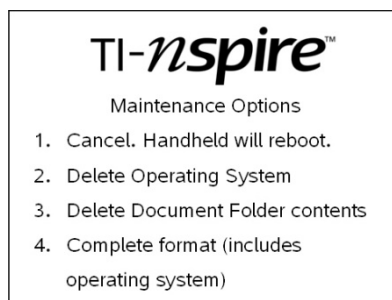 TI-nspire™
Maintenance Options
1. Cancel. Handheld will reboot.
2. Delete Operating System
3. Delete Document Folder contents
4. Complete format (includes
operating system)